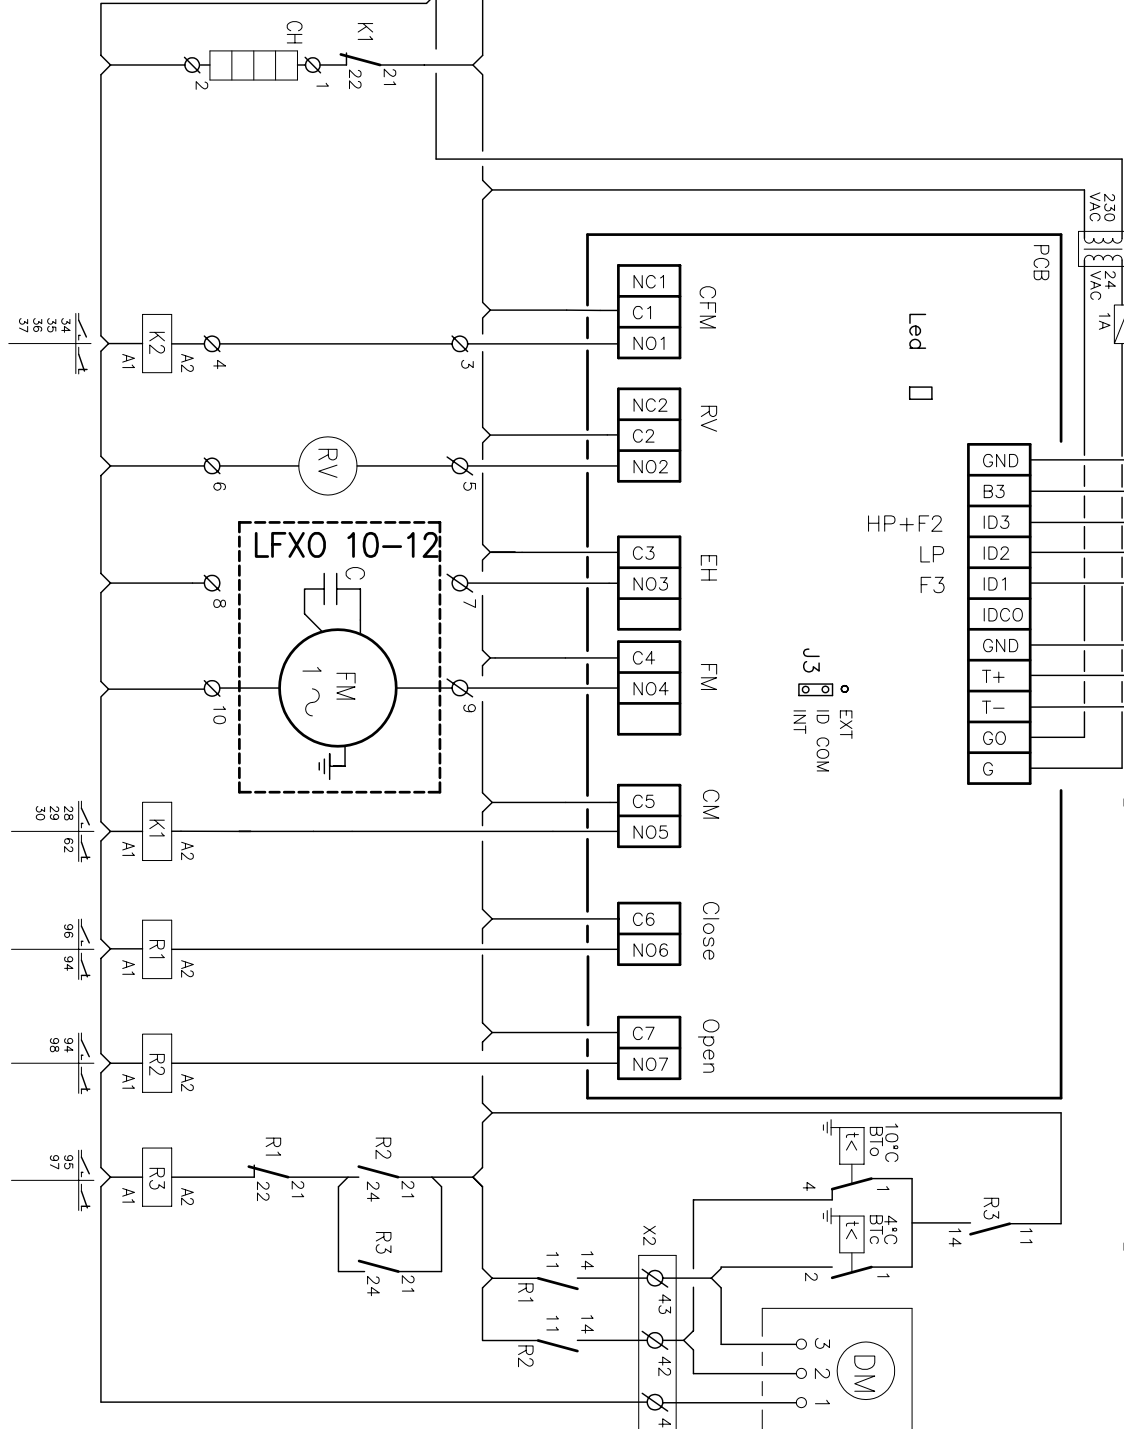 K1
CH
21
22
1
2
230
VAC
24
VAC
1A
PCB
NC1
C1
NO1
CFM
Led
34
35
36
37
K2
A1
A2
4
3
NC2
C2
NO2
RV
RV
6
5
GND
B3
ID3
ID2
ID1
IDCO
GND
T+
T-
GO
G
HP+F2
LP
F3
LFXO 10-12
C
8
7
C3
NO3
EH
FM
1
10
9
C4
NO4
FM
J3
EXT
ID COM
INT
28
29
30
62
K1
A1
A2
C5
NO5
CM
96
94
R1
A1
A2
C6
NO6
Close
94
98
R2
A1
A2
C7
NO7
Open
95
97
R3
A1
A2
R1
21
22
R2
21
24
R3
21
24
10°C
BTo
t<
4
1
4°C
BTc
t<
2
1
R3
11
14
X2
11
14
R1
43
11
14
R2
42
4
3
2
1
DM